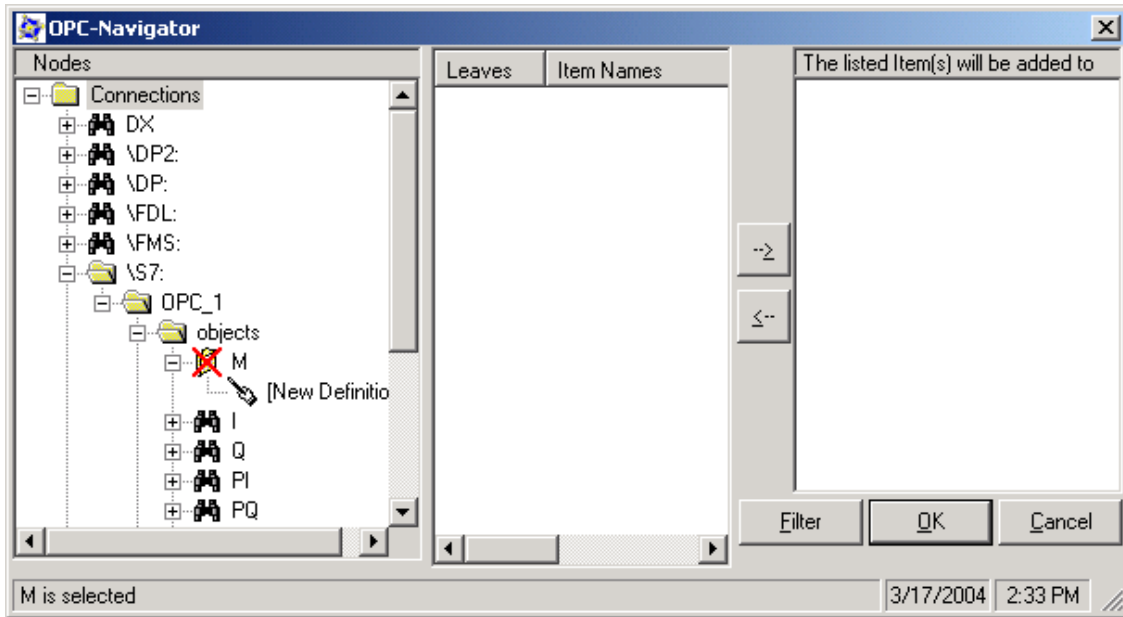 OPC-Navigator
Nodes
Leaves
Item Names
The listed Item(s) will be added to
Connections
DX
\DP2:
\DP:
\FDL:
\FMS:
\S7:
OPC_1
objects
M
[New Definitio
I
Q
PI
PQ
-->
<--
Filter
OK
Cancel
M is selected
3/17/2004
2:33 PM